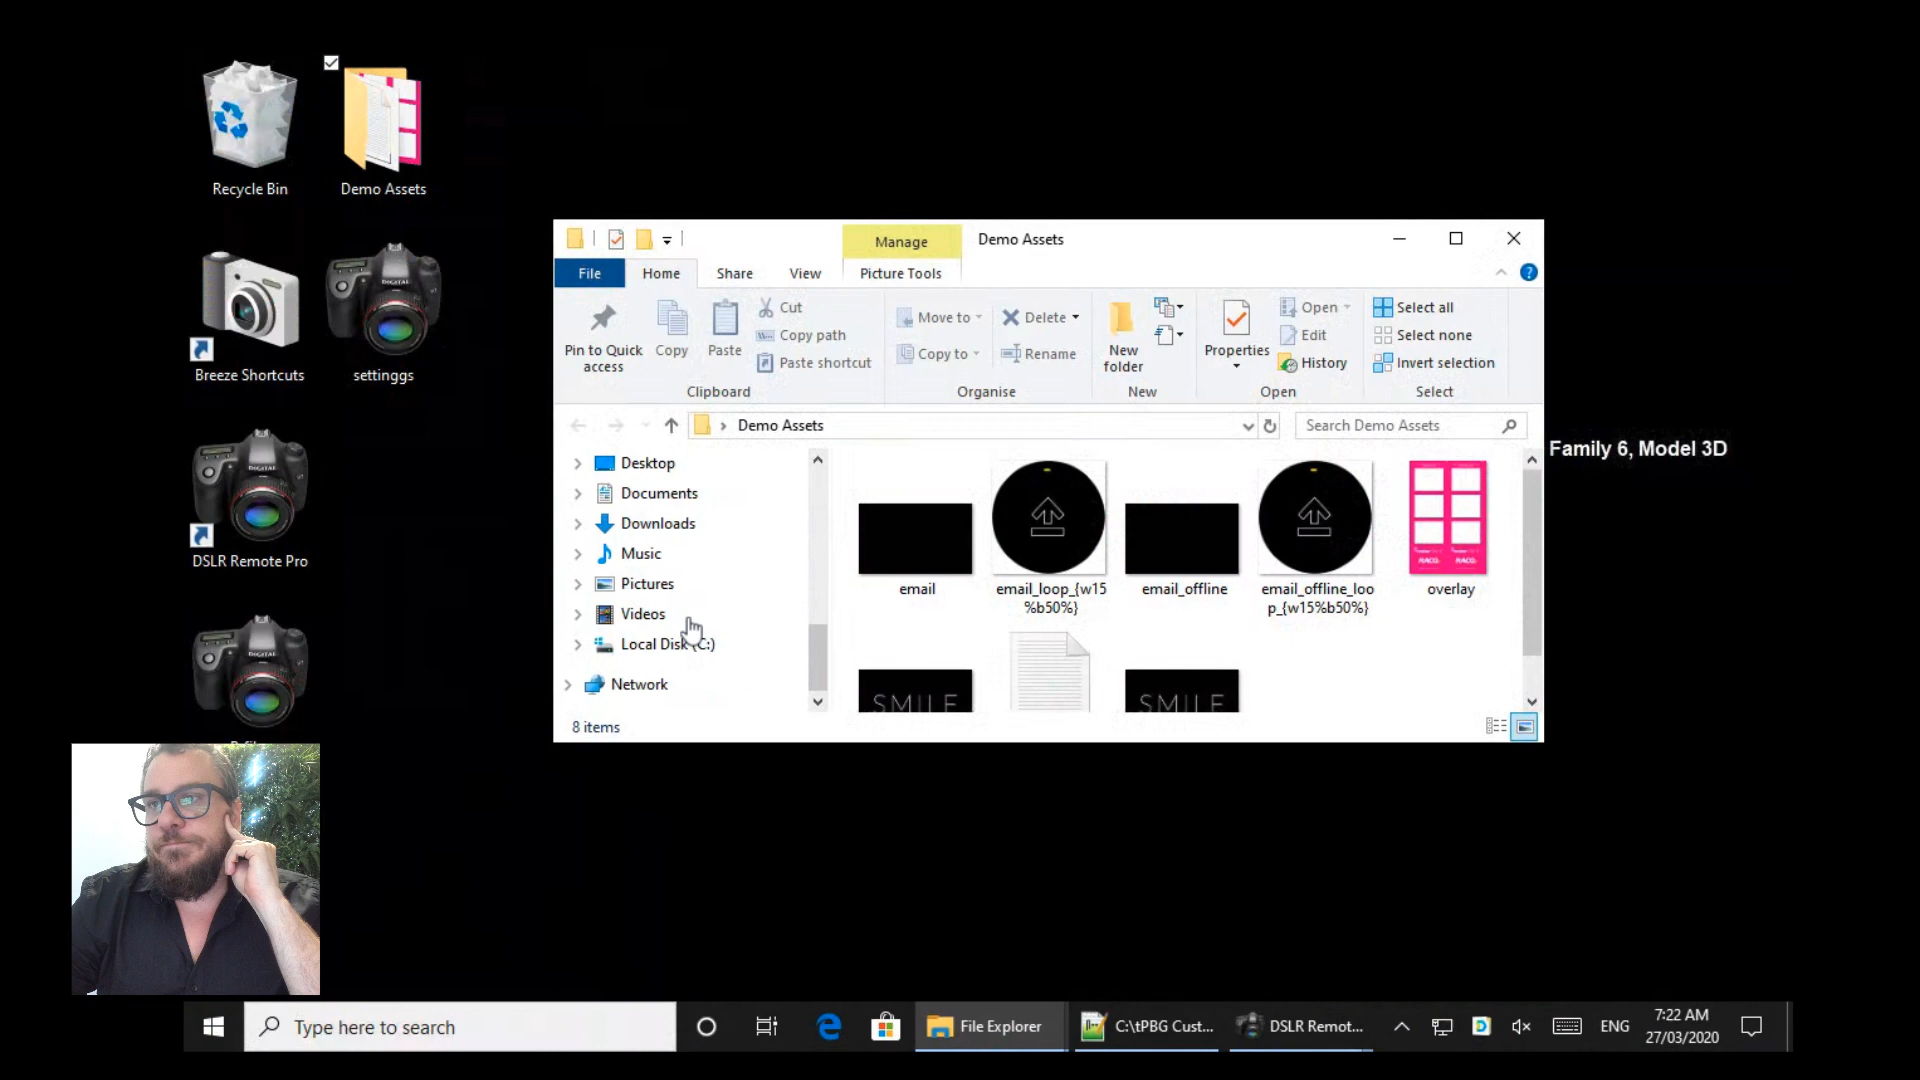 Recycle Bin
Demo Assets
Breeze Shortcuts
settinggs
DSLR Remote Pro
Manage
Demo Assets
File
Home
Share
View
Picture Tools
Pin to Quick access
Copy
Paste
Cut
Copy path
Paste shortcut
Clipboard
Move to
Copy to
Delete
Rename
Organise
New folder
New
Properties
Open
Edit
History
Open
Select all
Select none
Invert selection
Select
Demo Assets
Search Demo Assets
Desktop
Documents
Downloads
Music
Pictures
Videos
Local Disk (C:)
Network
email
email_loop_{w15
%b50%}
email_offline
email_offline_loo
p_{w15%b50%}
overlay
RACO.
RACO.
SMILE
SMILE
8 items
Family 6, Model 3D
Type here to search
File Explorer
C:\tPBG Cust...
DSLR Remot...
ENG
7:22 AM
27/03/2020